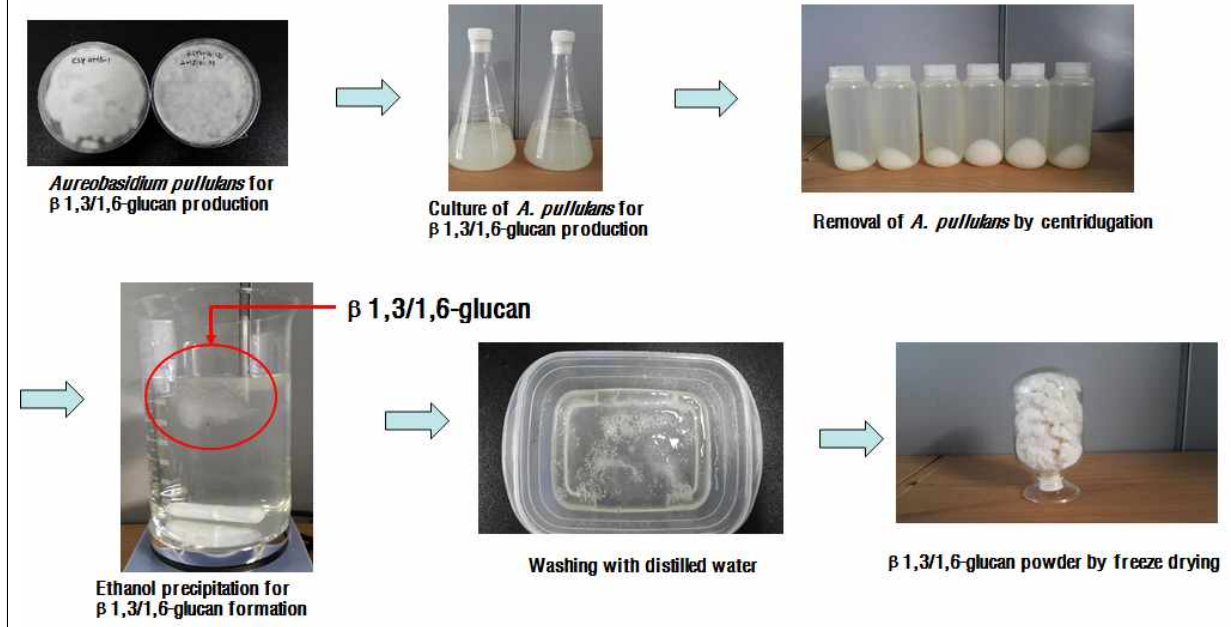 Aureobasidium pullulans for
β 1,3/1,6-glucan production
Culture of A. pullulans for
β 1,3/1,6-glucan production
Removal of A. pullulans by centridugation
β 1,3/1,6-glucan
Ethanol precipitation for
β 1,3/1,6-glucan formation
Washing with distilled water
β 1,3/1,6-glucan powder by freeze drying